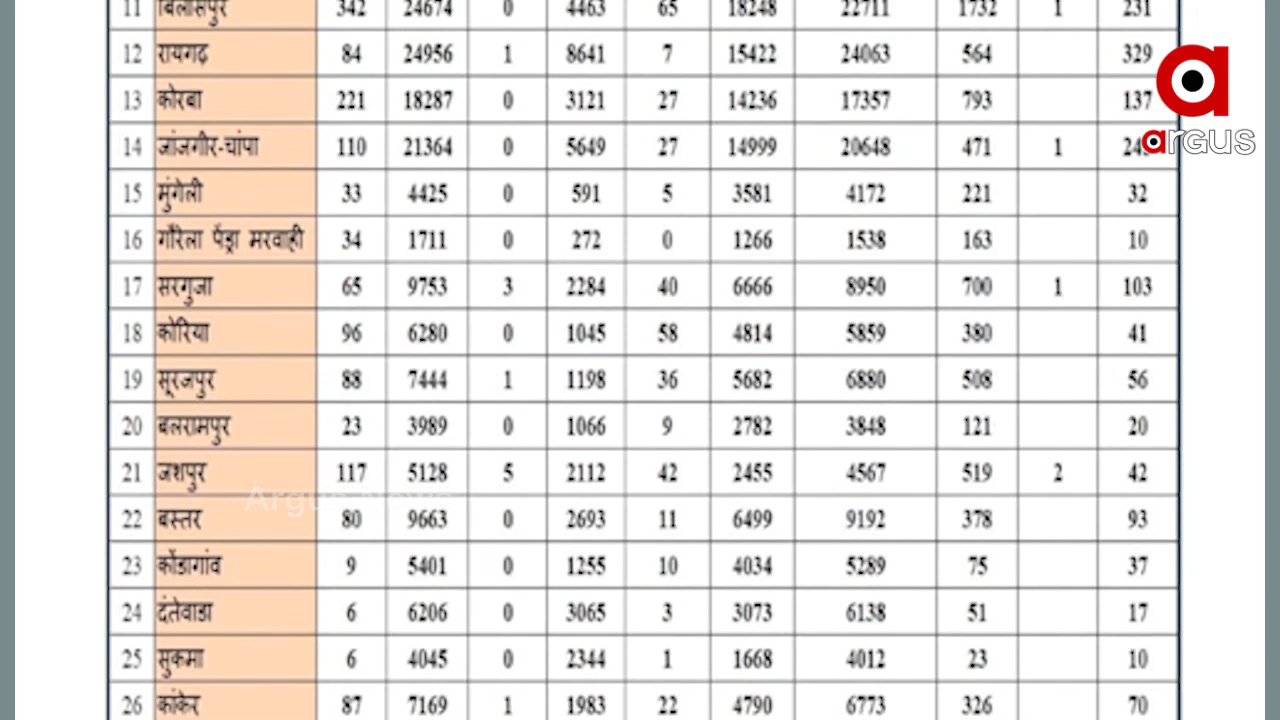 11 बिलासपुर 342 24674 0 4463 65 18248 22711 1732 1 231
12 रायगढ़ 84 24956 1 8641 7 15422 24063 564 329
13 कोरबा 221 18287 0 3121 27 14236 17357 793 137
14 जांजगीर-चांपा 110 21364 0 5649 27 14999 20648 471 1
argus
15 मुंगेली 33 4425 0 591 5 3581 4172 221 32
16 गौरेला पेंड्रा मरवाही 34 1711 0 272 0 1266 1538 163 10
17 सरगुजा 65 9753 3 2284 40 6666 8950 700 1 103
18 कोरिया 96 6280 0 1045 58 4814 5859 380 41
19 सूरजपुर 88 7444 1 1198 36 5682 6880 508 56
20 बलरामपुर 23 3989 0 1066 9 2782 3848 121 20
21 जशपुर 117 5128 5 2112 42 2455 4567 519 2 42
Argus News
22 बस्तर 80 9663 0 2693 11 6499 9192 378 93
23 कोंडागांव 9 5401 0 1255 10 4034 5289 75 37
24 दंतेवाडा 6 6206 0 3065 3 3073 6138 51 17
25 सुकमा 6 4045 0 2344 1 1668 4012 23 10
26 कांकेर 87 7169 1 1983 22 4790 6773 326 70